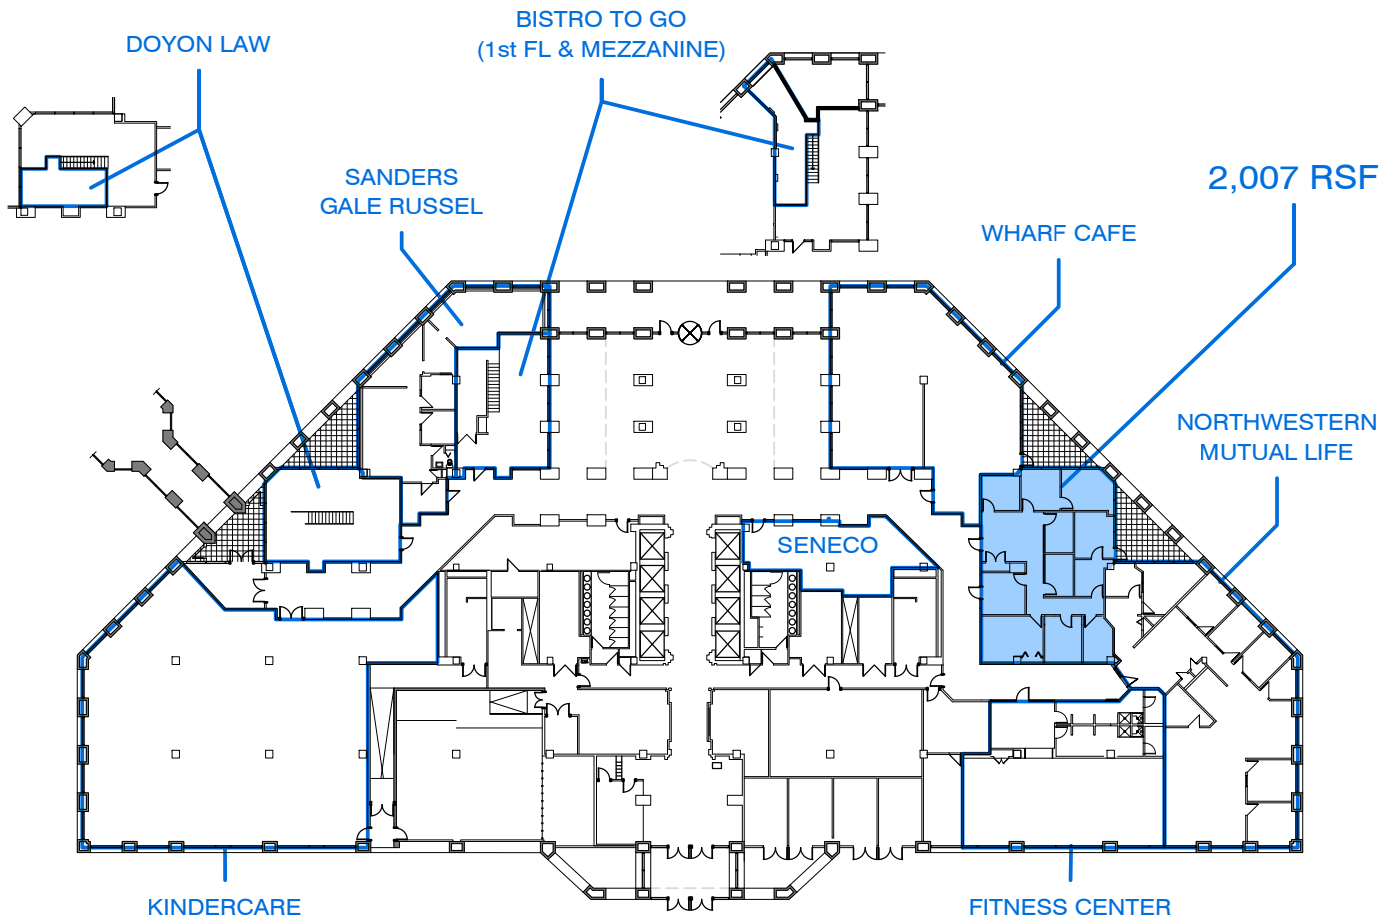 BISTRO TO GO
(1st FL & MEZZANINE)
DOYON LAW
SANDERS
GALE RUSSEL
2,007 RSF
WHARF CAFE
NORTHWESTERN
MUTUAL LIFE
SENECO
KINDERCARE
FITNESS CENTER